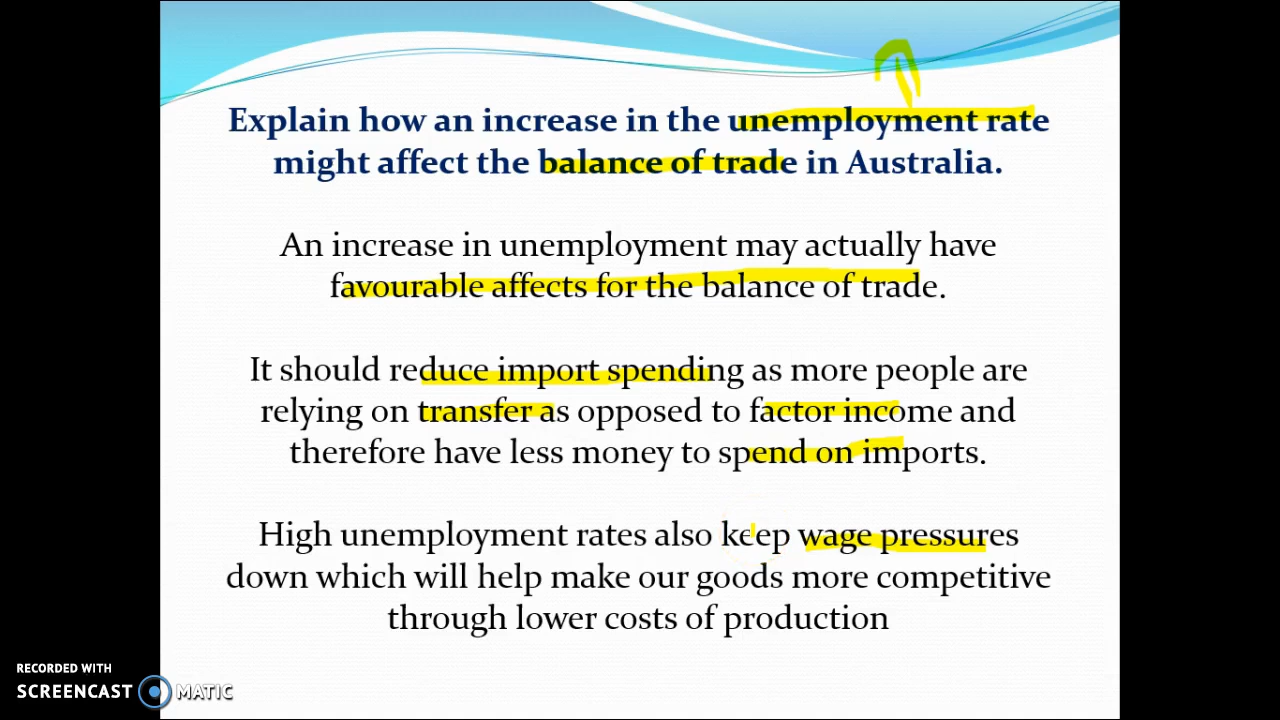 Explain how an increase in the unemployment rate
might affect the balance of trade in Australia.
An increase in unemployment may actually have
favourable affects for the balance of trade.
It should reduce import spending as more people are
relying on transfer as opposed to factor income and
therefore have less money to spend on imports.
High unemployment rates also keep wage pressures
down which will help make our goods more competitive
through lower costs of production
RECORDED WITH
SCREENCAST MATIC